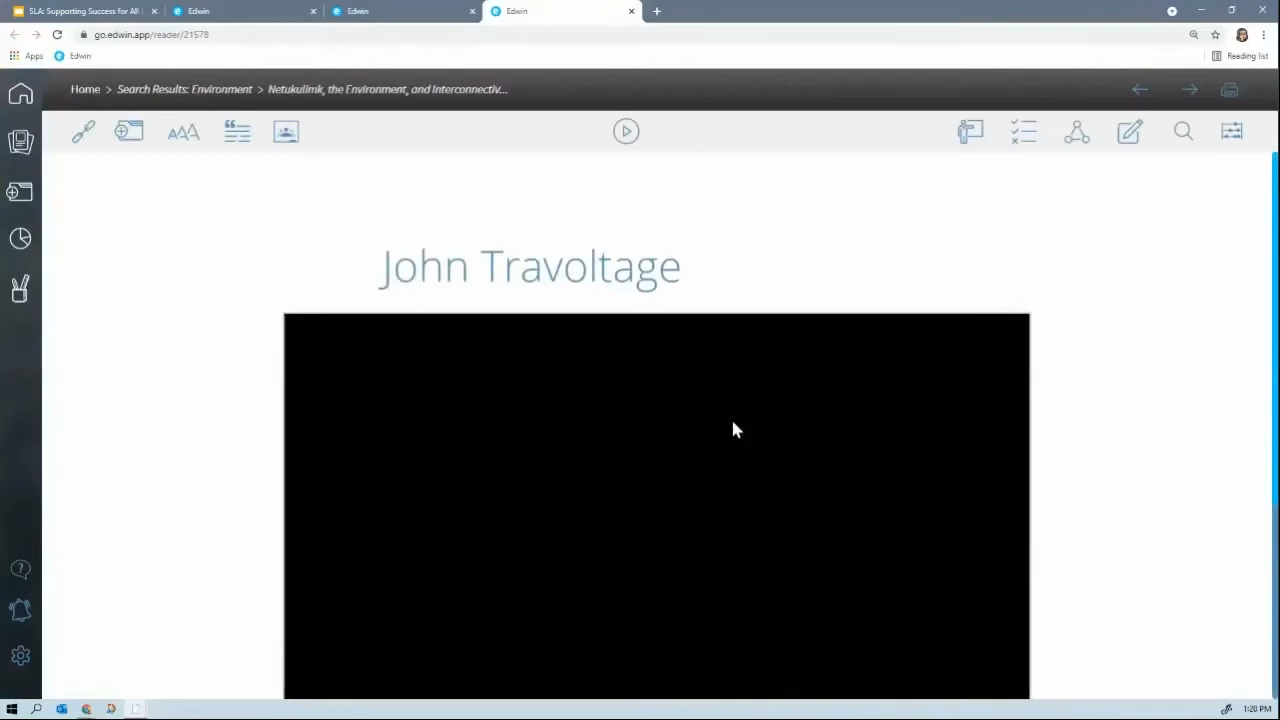 SLA: Supporting Success for All
Edwin
Edwin
Edwin
go.edwin.app/reader/21578
Apps
Edwin
Reading list
Home > Search Results: Environment > Netukulimk, the Environment, and Interconnectiv...
John Travoltage
1:20 PM